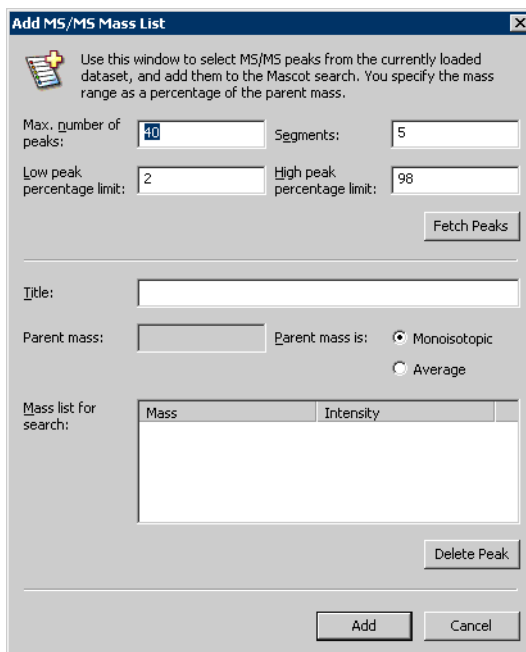 Add MS/MS Mass List
Use this window to select MS/MS peaks from the currently loaded
dataset, and add them to the Mascot search. You specify the mass
range as a percentage of the parent mass.
Max. number of
peaks:
40
Segments:
5
Low peak
percentage limit:
2
High peak
percentage limit:
98
Fetch Peaks
Title:
Parent mass:
Parent mass is:
Monoisotopic
Average
Mass list for
search:
Mass
Intensity
Delete Peak
Add
Cancel